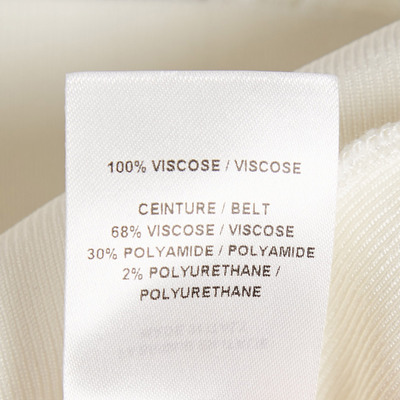 100% VISCOSE / VISCOSE
CEINTURE / BELT
68% VISCOSE / VISCOSE
30% POLYAMIDE / POLYAMIDE
2% POLYURETHANE /
POLYURETHANE